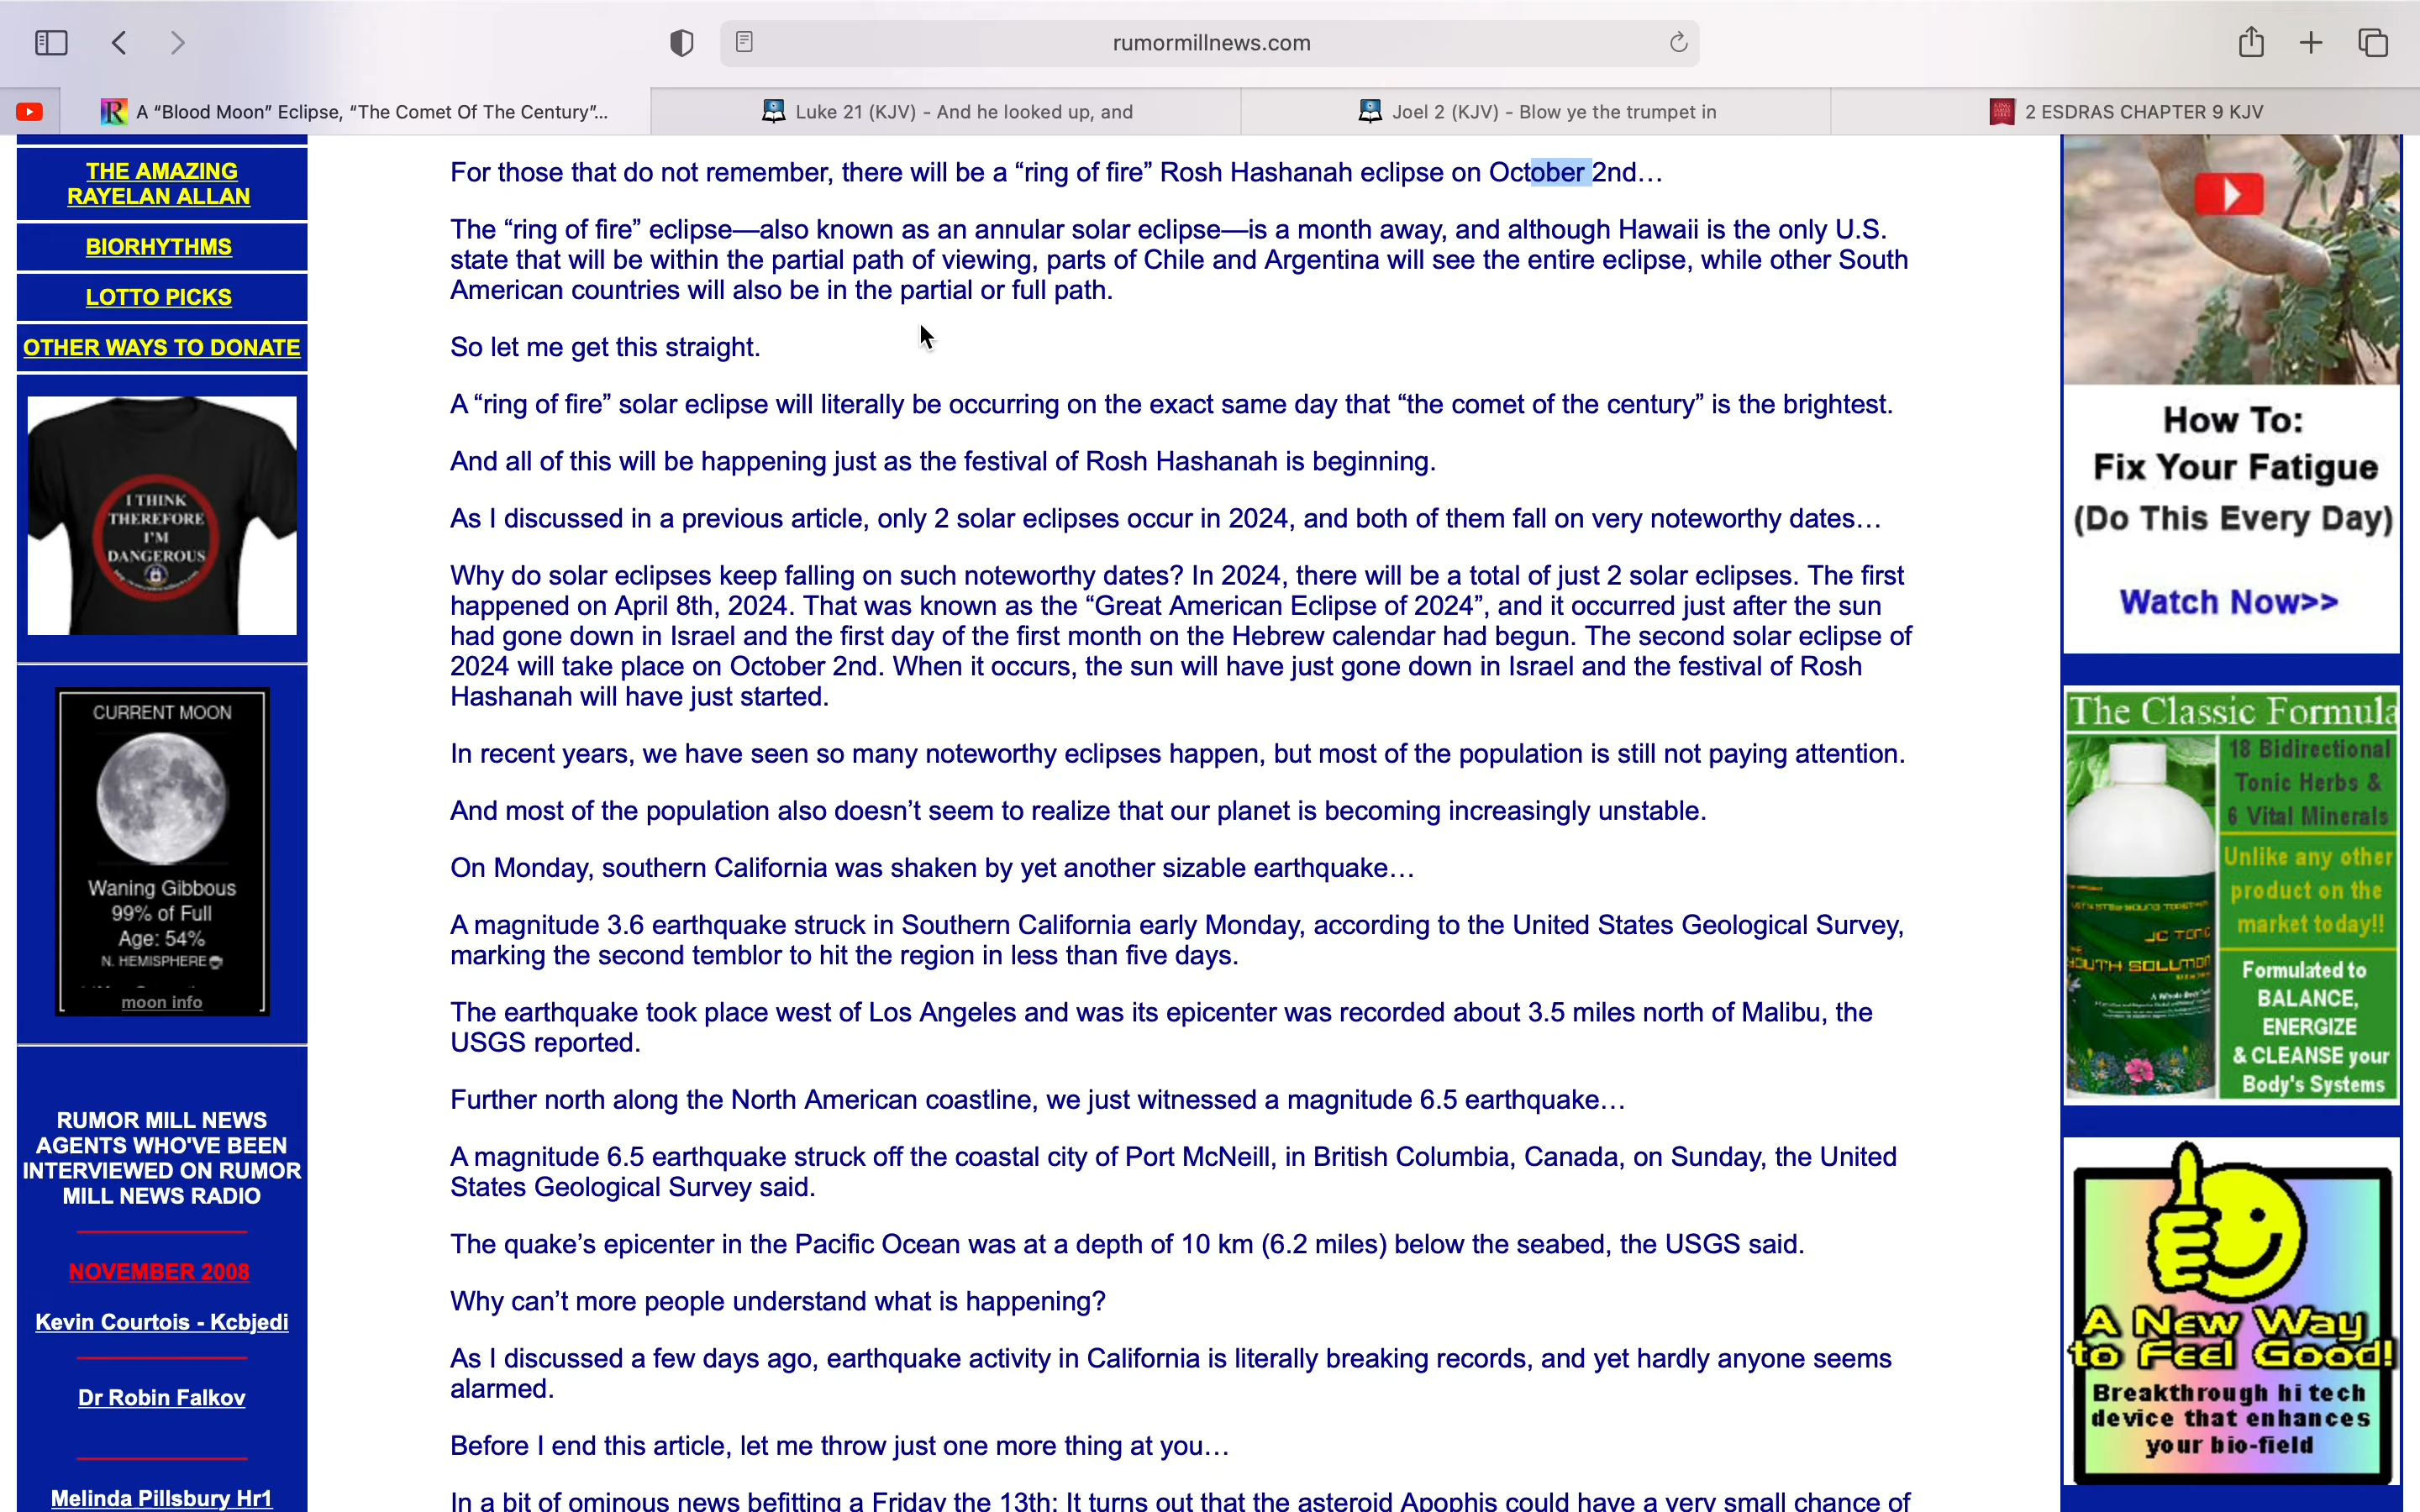 rumormillnews.com
A “Blood Moon” Eclipse, “The Comet Of The Century”...
Luke 21 (KJV) - And he looked up, and
Joel 2 (KJV) - Blow ye the trumpet in
2 ESDRAS CHAPTER 9 KJV
THE AMAZING
RAYELAN ALLAN
BIORHYTHMS
LOTTO PICKS
OTHER WAYS TO DONATE
I THINK
THEREFORE
I'M
DANGEROUS
CURRENT MOON
Waning Gibbous
99% of Full
Age: 54%
N. HEMISPHERE
moon info
RUMOR MILL NEWS
AGENTS WHO'VE BEEN
INTERVIEWED ON RUMOR
MILL NEWS RADIO
NOVEMBER 2008
Kevin Courtois - Kcbjedi
Dr Robin Falkov
Melinda Pillsbury Hr1
For those that do not remember, there will be a “ring of fire” Rosh Hashanah eclipse on October 2nd…
The “ring of fire” eclipse—also known as an annular solar eclipse—is a month away, and although Hawaii is the only U.S.
state that will be within the partial path of viewing, parts of Chile and Argentina will see the entire eclipse, while other South
American countries will also be in the partial or full path.
So let me get this straight.
A “ring of fire” solar eclipse will literally be occurring on the exact same day that “the comet of the century” is the brightest.
And all of this will be happening just as the festival of Rosh Hashanah is beginning.
As I discussed in a previous article, only 2 solar eclipses occur in 2024, and both of them fall on very noteworthy dates…
Why do solar eclipses keep falling on such noteworthy dates? In 2024, there will be a total of just 2 solar eclipses. The first
happened on April 8th, 2024. That was known as the “Great American Eclipse of 2024”, and it occurred just after the sun
had gone down in Israel and the first day of the first month on the Hebrew calendar had begun. The second solar eclipse of
2024 will take place on October 2nd. When it occurs, the sun will have just gone down in Israel and the festival of Rosh
Hashanah will have just started.
In recent years, we have seen so many noteworthy eclipses happen, but most of the population is still not paying attention.
And most of the population also doesn’t seem to realize that our planet is becoming increasingly unstable.
On Monday, southern California was shaken by yet another sizable earthquake…
A magnitude 3.6 earthquake struck in Southern California early Monday, according to the United States Geological Survey,
marking the second temblor to hit the region in less than five days.
The earthquake took place west of Los Angeles and was its epicenter was recorded about 3.5 miles north of Malibu, the
USGS reported.
Further north along the North American coastline, we just witnessed a magnitude 6.5 earthquake…
A magnitude 6.5 earthquake struck off the coastal city of Port McNeill, in British Columbia, Canada, on Sunday, the United
States Geological Survey said.
The quake’s epicenter in the Pacific Ocean was at a depth of 10 km (6.2 miles) below the seabed, the USGS said.
Why can’t more people understand what is happening?
As I discussed a few days ago, earthquake activity in California is literally breaking records, and yet hardly anyone seems
alarmed.
Before I end this article, let me throw just one more thing at you…
In a bit of ominous news befitting a Friday the 13th: It turns out that the asteroid Apophis could have a very small chance of
How To:
Fix Your Fatigue
(Do This Every Day)
Watch Now>>
The Classic Formula
18 Bidirectional
Tonic Herbs &
6 Vital Minerals
Unlike any other
product on the
market today!!
JC TONIC
YOUTH SOLUTION
Formulated to
BALANCE,
ENERGIZE
& CLEANSE your
Body's Systems
A New Way
to Feel Good!
Breakthrough hi tech
device that enhances
your bio-field